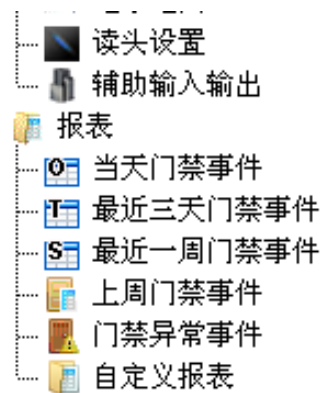 读头设置
辅助输入输出
报表
当天门禁事件
最近三天门禁事件
最近一周门禁事件
上周门禁事件
门禁异常事件
自定义报表